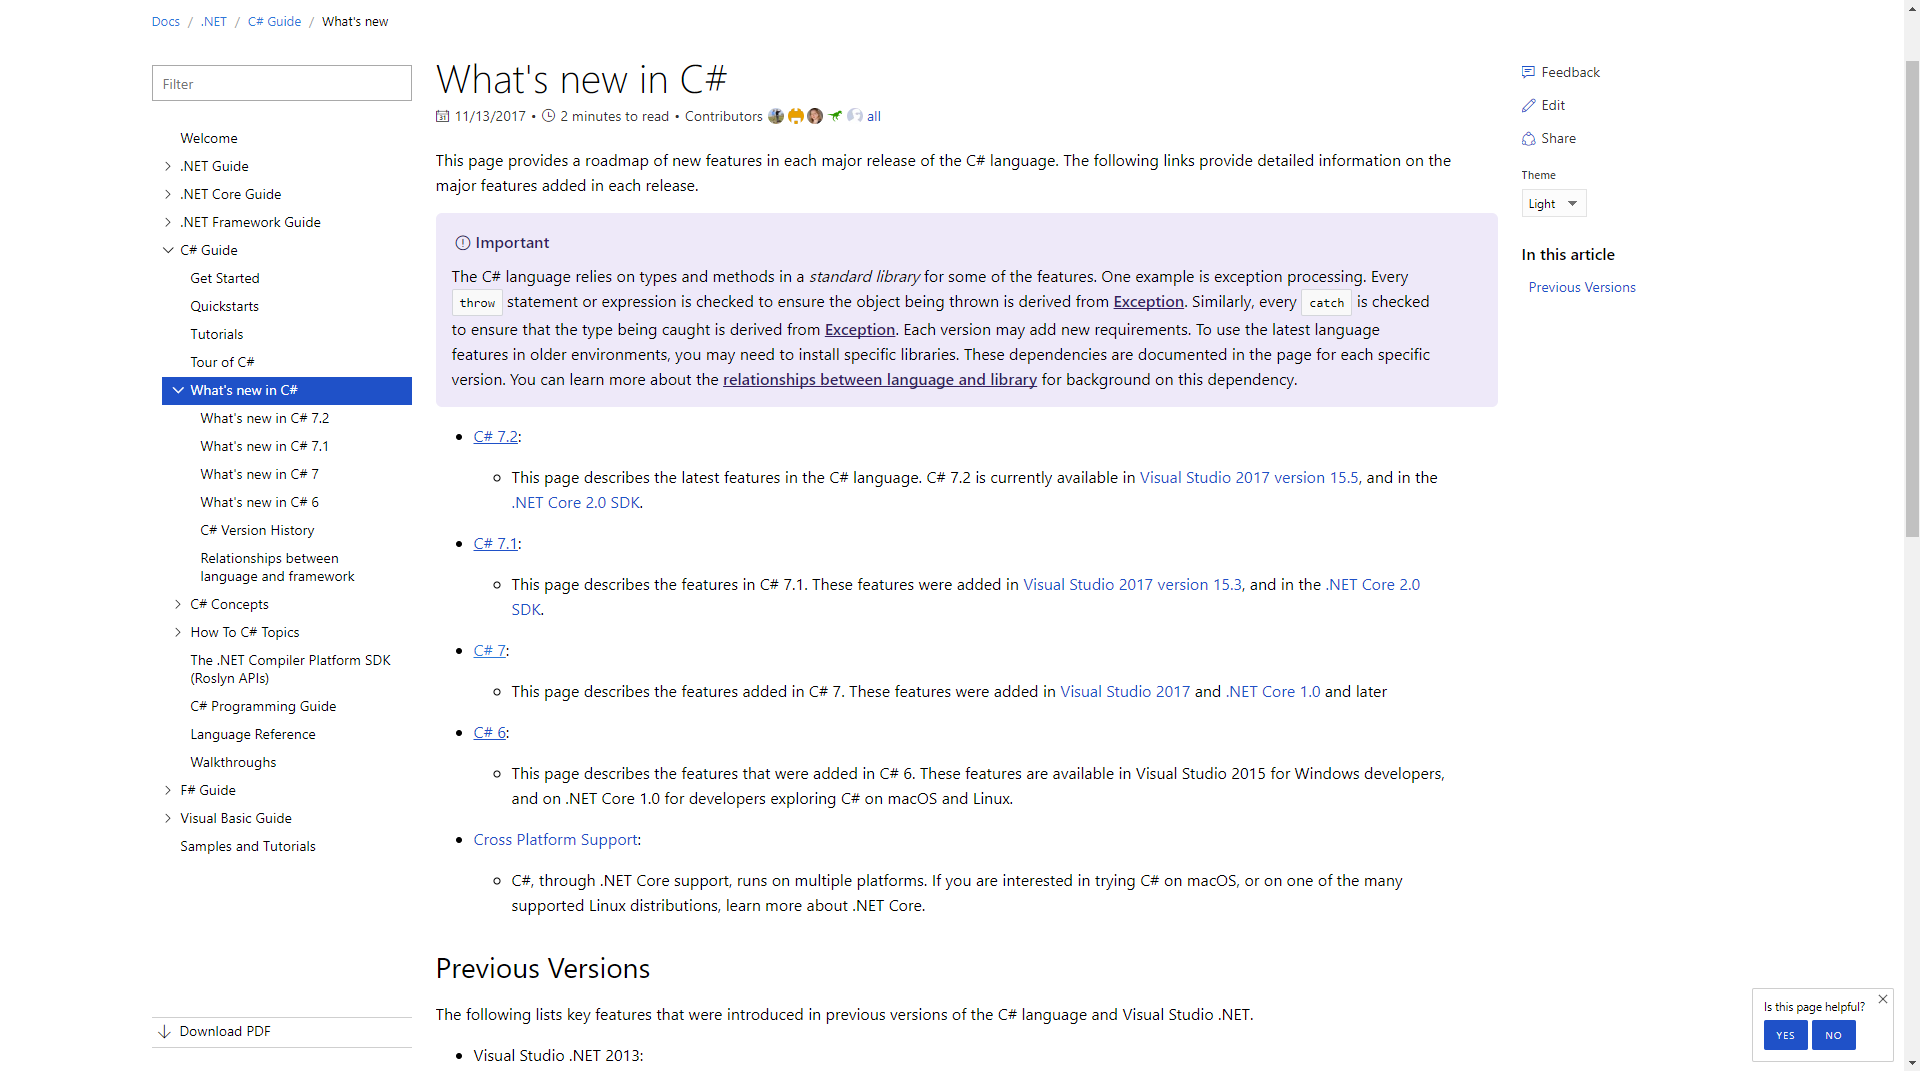 Docs / .NET / C# Guide / What's new
Filter
Welcome
.NET Guide
.NET Core Guide
.NET Framework Guide
C# Guide
Get Started
Quickstarts
Tutorials
Tour of C#
What's new in C#
What's new in C# 7.2
What's new in C# 7.1
What's new in C# 7
What's new in C# 6
C# Version History
Relationships between
language and framework
C# Concepts
How To C# Topics
The .NET Compiler Platform SDK
(Roslyn APIs)
C# Programming Guide
Language Reference
Walkthroughs
F# Guide
Visual Basic Guide
Samples and Tutorials
Download PDF
What's new in C#
11/13/2017 • 2 minutes to read • Contributors all
This page provides a roadmap of new features in each major release of the C# language. The following links provide detailed information on the
major features added in each release.
Important
The C# language relies on types and methods in a standard library for some of the features. One example is exception processing. Every
throw statement or expression is checked to ensure the object being thrown is derived from Exception. Similarly, every catch is checked
to ensure that the type being caught is derived from Exception. Each version may add new requirements. To use the latest language
features in older environments, you may need to install specific libraries. These dependencies are documented in the page for each specific
version. You can learn more about the relationships between language and library for background on this dependency.
• C# 7.2:
This page describes the latest features in the C# language. C# 7.2 is currently available in Visual Studio 2017 version 15.5, and in the
.NET Core 2.0 SDK.
• C# 7.1:
This page describes the features in C# 7.1. These features were added in Visual Studio 2017 version 15.3, and in the .NET Core 2.0
SDK.
• C# 7:
This page describes the features added in C# 7. These features were added in Visual Studio 2017 and .NET Core 1.0 and later
• C# 6:
This page describes the features that were added in C# 6. These features are available in Visual Studio 2015 for Windows developers,
and on .NET Core 1.0 for developers exploring C# on macOS and Linux.
• Cross Platform Support:
C#, through .NET Core support, runs on multiple platforms. If you are interested in trying C# on macOS, or on one of the many
supported Linux distributions, learn more about .NET Core.
Previous Versions
The following lists key features that were introduced in previous versions of the C# language and Visual Studio .NET.
• Visual Studio .NET 2013:
Feedback
Edit
Share
Theme
Light
In this article
Previous Versions
Is this page helpful?
YES NO